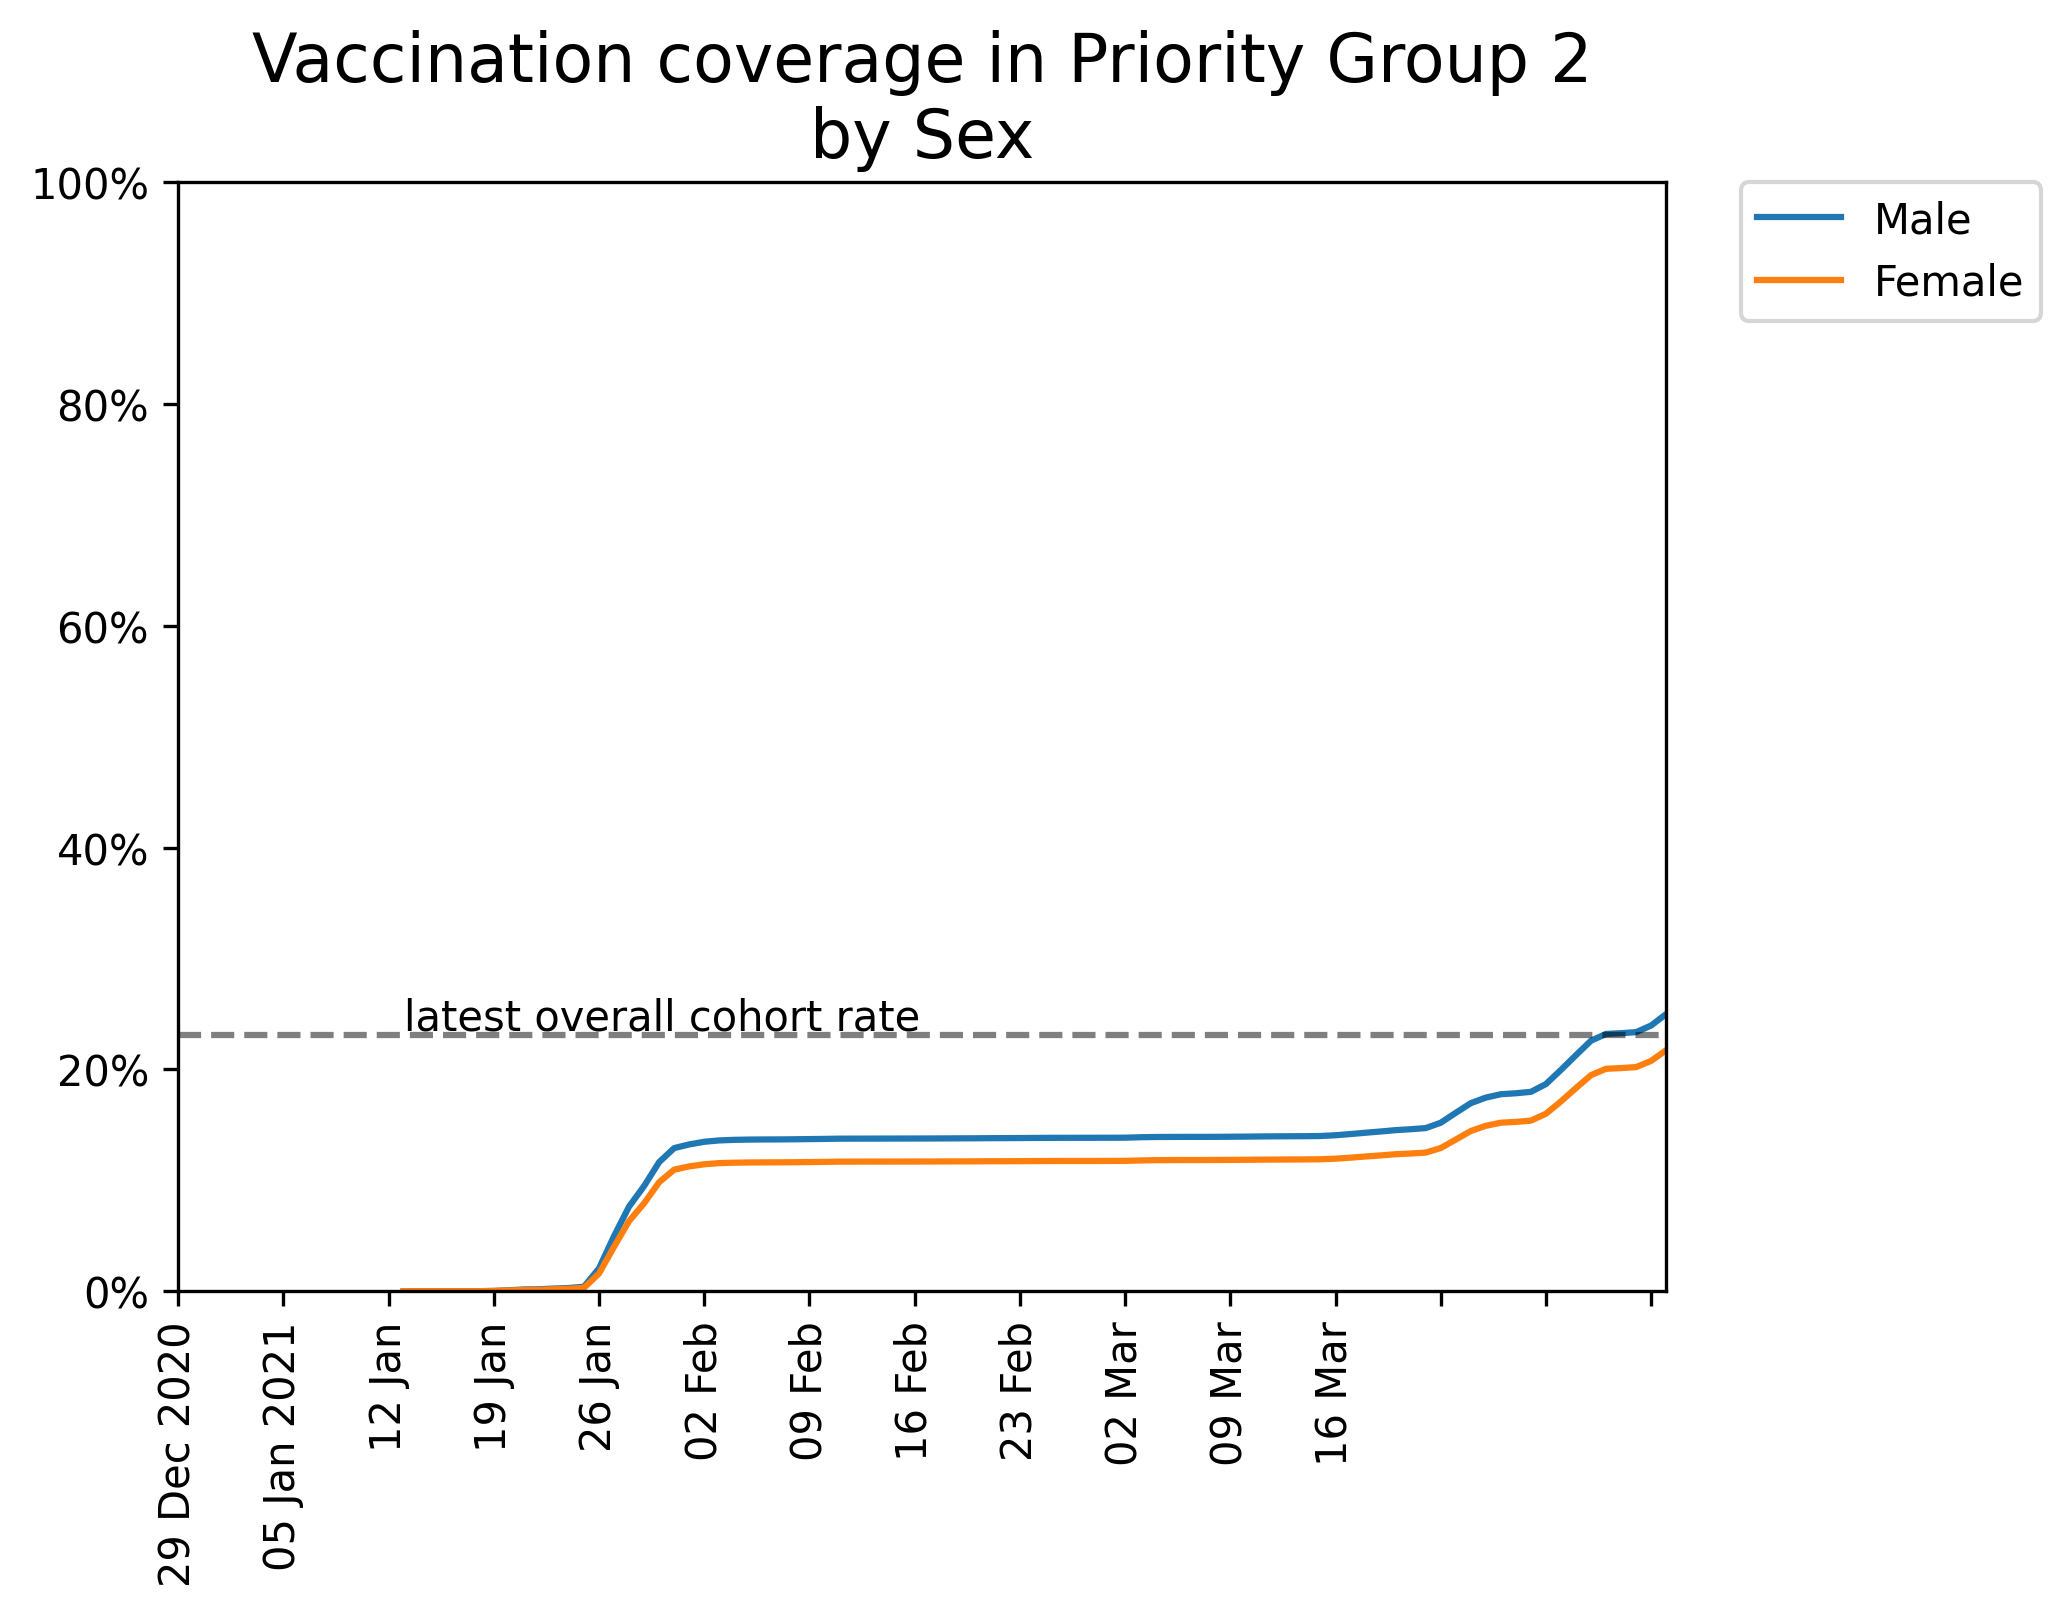 Vaccination coverage in Priority Group 2
by Sex
100%
80%
60%
40%
20%
0%
latest overall cohort rate
Male
Female
29 Dec 2020
05 Jan 2021
12 Jan
19 Jan
26 Jan
02 Feb
09 Feb
16 Feb
23 Feb
02 Mar
09 Mar
16 Mar